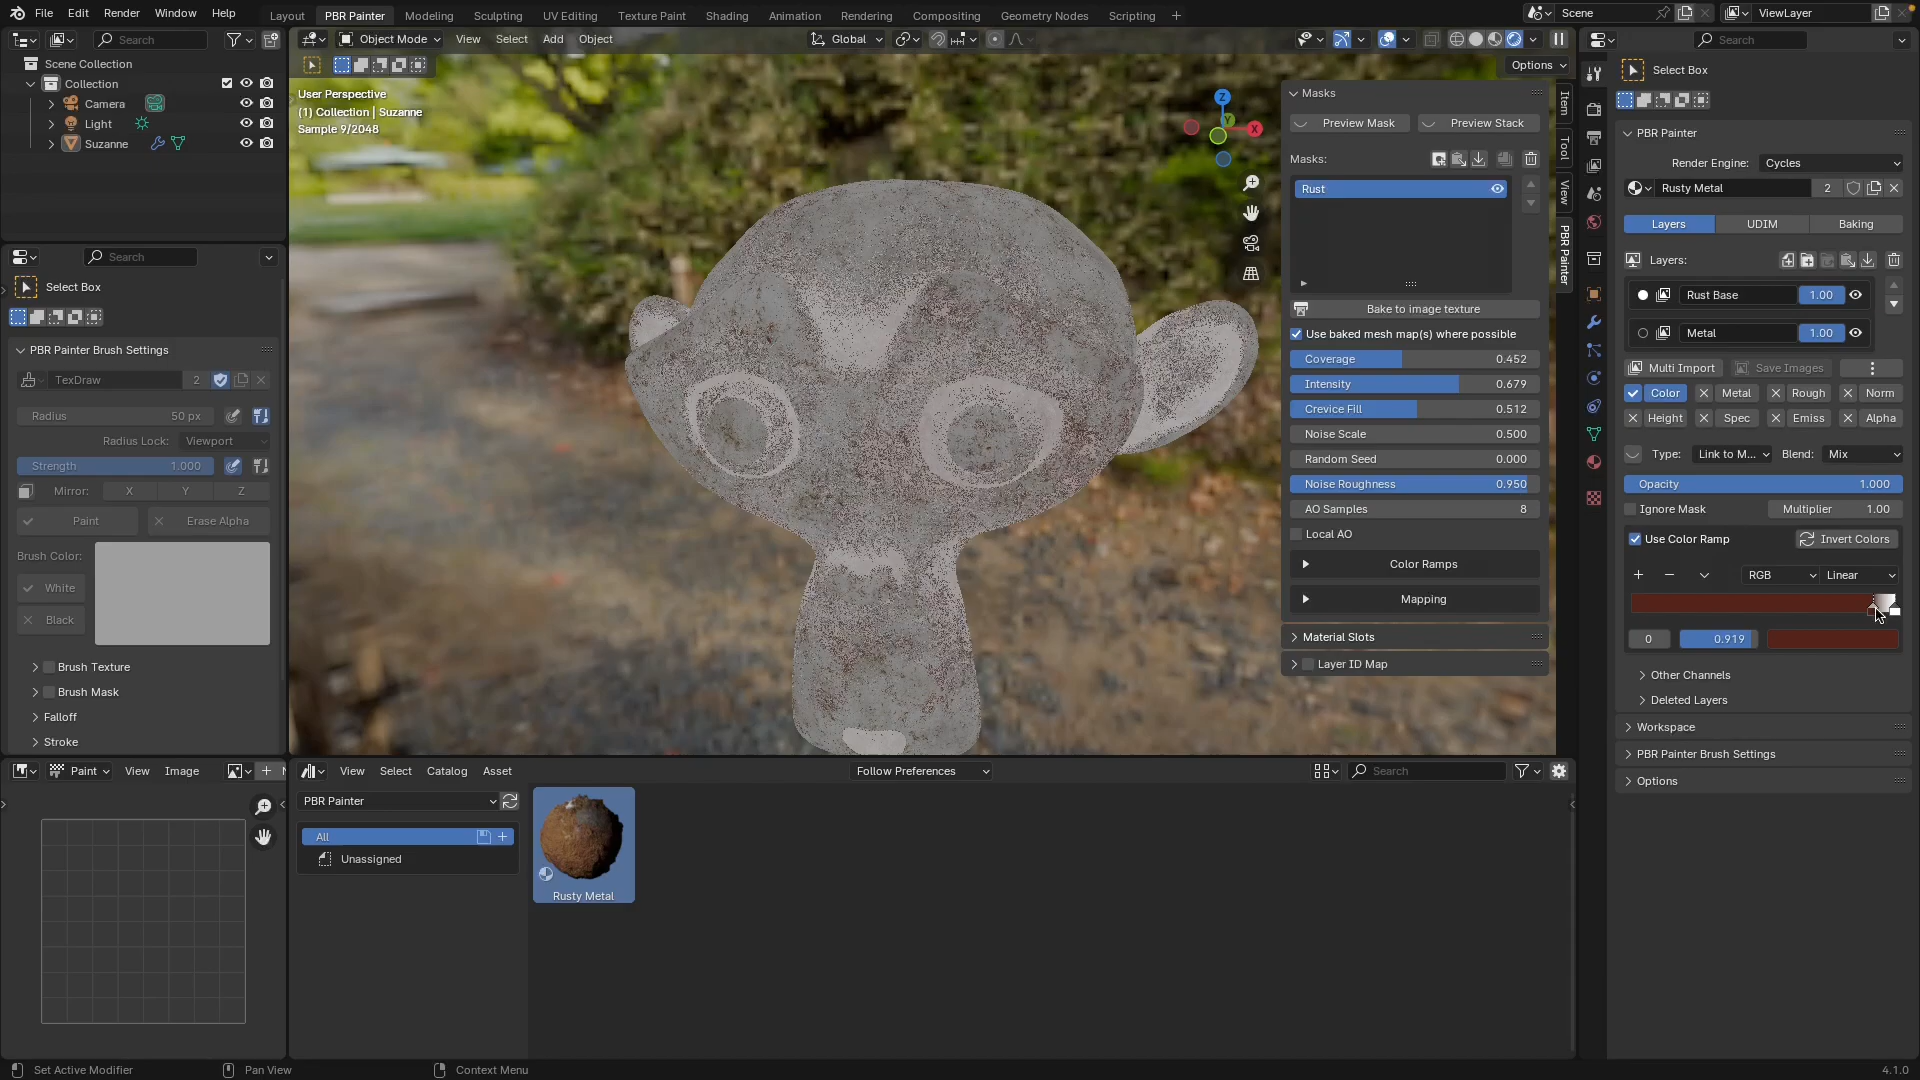 File Edit Render Window Help Layout PBR Painter Modeling Sculpting UV Editing Texture Paint Shading Animation Rendering Compositing Geometry Nodes Scripting + Scene ViewLayer
Search
Scene Collection
Collection
Camera
Light
Suzanne
Search
Select Box
PBR Painter Brush Settings
TexDraw 2
Radius 50 px
Radius Lock: Viewport
Strength 1.000
Mirror: X Y Z
Paint Erase Alpha
Brush Color:
White
Black
Brush Texture
Brush Mask
Falloff
Stroke
Object Mode View Select Add Object Global
Options
User Perspective
(1) Collection | Suzanne
Sample 9/2048
Z
Y
X
Item
Tool
View
PBR Painter
Masks
Preview Mask Preview Stack
Masks:
Rust
Bake to image texture
Use baked mesh map(s) where possible
Coverage 0.452
Intensity 0.679
Crevice Fill 0.512
Noise Scale 0.500
Random Seed 0.000
Noise Roughness 0.950
AO Samples 8
Local AO
Color Ramps
Mapping
Material Slots
Layer ID Map
Search
Select Box
PBR Painter
Render Engine: Cycles
Rusty Metal 2
Layers UDIM Baking
Layers:
Rust Base 1.00
Metal 1.00
Multi Import Save Images
Color Metal Rough Norm
Height Spec Emiss Alpha
Type: Link to M... Blend: Mix
Opacity 1.000
Ignore Mask Multiplier 1.00
Use Color Ramp Invert Colors
RGB Linear
0 0.919
Other Channels
Deleted Layers
Workspace
PBR Painter Brush Settings
Options
Paint View Image
View Select Catalog Asset Follow Preferences Search
PBR Painter
All
Unassigned
Rusty Metal
Set Active Modifier Pan View Context Menu 4.1.0